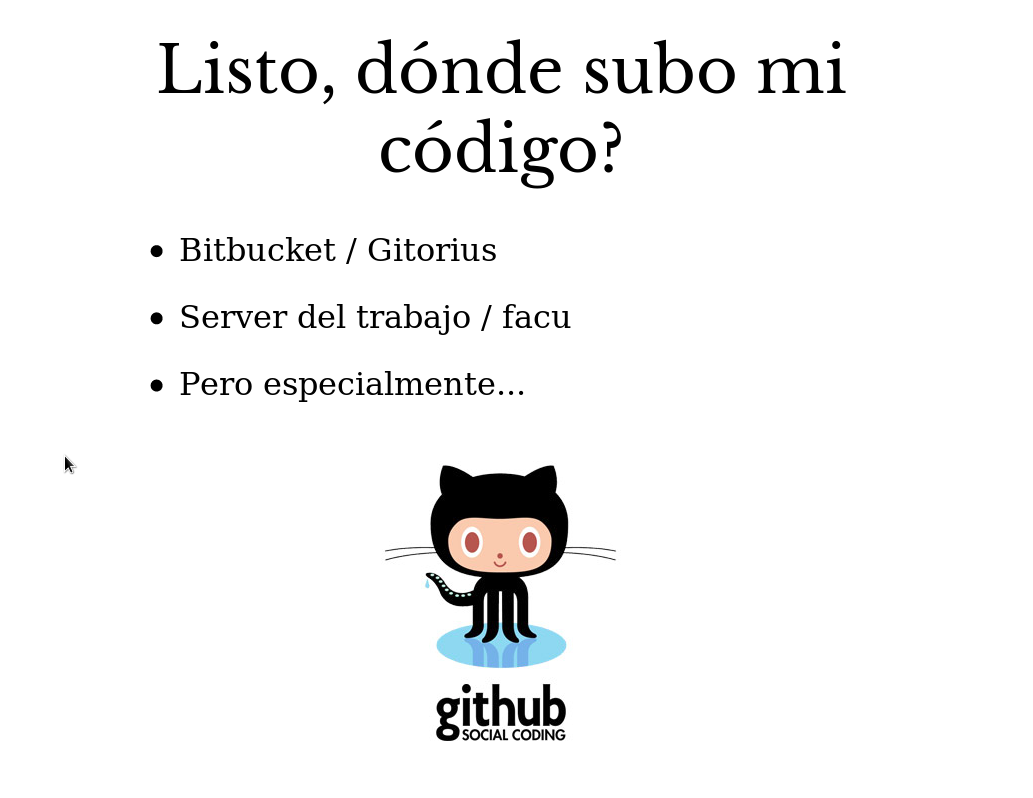 Listo, dónde subo mi
código?
Bitbucket / Gitorius
Server del trabajo / facu
Pero especialmente...
github
SOCIAL CODING